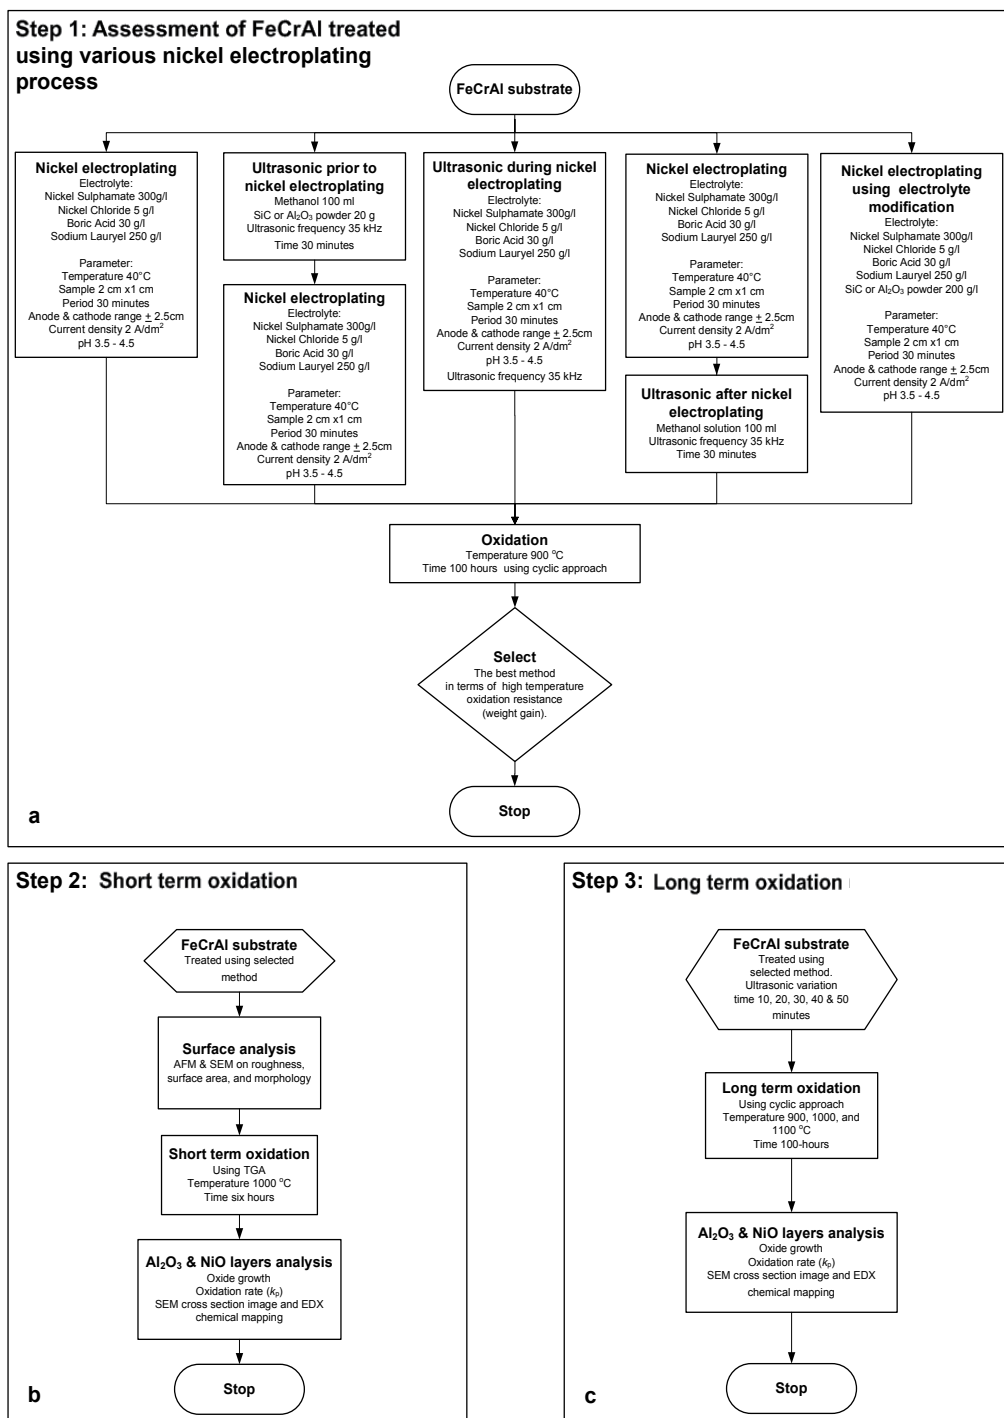 Step 1: Assessment of FeCrAl treated
using various nickel electroplating
process
FeCrAl substrate
Nickel electroplating
Electrolyte:
Nickel Sulphamate 300g/l
Nickel Chloride 5 g/l
Boric Acid 30 g/l
Sodium Lauryel 250 g/l
Parameter:
Temperature 40°C
Sample 2 cm x1 cm
Period 30 minutes
Anode & cathode range ± 2.5cm
Current density 2 A/dm²
pH 3.5 - 4.5
Ultrasonic prior to
nickel electroplating
Methanol 100 ml
SiC or Al₂O₃ powder 20 g
Ultrasonic frequency 35 kHz
Time 30 minutes
Nickel electroplating
Electrolyte:
Nickel Sulphamate 300g/l
Nickel Chloride 5 g/l
Boric Acid 30 g/l
Sodium Lauryel 250 g/l
Parameter:
Temperature 40°C
Sample 2 cm x1 cm
Period 30 minutes
Anode & cathode range ± 2.5cm
Current density 2 A/dm²
pH 3.5 - 4.5
Ultrasonic during nickel
electroplating
Electrolyte:
Nickel Sulphamate 300g/l
Nickel Chloride 5 g/l
Boric Acid 30 g/l
Sodium Lauryel 250 g/l
Parameter:
Temperature 40°C
Sample 2 cm x1 cm
Period 30 minutes
Anode & cathode range ± 2.5cm
Current density 2 A/dm²
pH 3.5 - 4.5
Ultrasonic frequency 35 kHz
Nickel electroplating
Electrolyte:
Nickel Sulphamate 300g/l
Nickel Chloride 5 g/l
Boric Acid 30 g/l
Sodium Lauryel 250 g/l
Parameter:
Temperature 40°C
Sample 2 cm x1 cm
Period 30 minutes
Anode & cathode range ± 2.5cm
Current density 2 A/dm²
pH 3.5 - 4.5
Ultrasonic after nickel
electroplating
Methanol solution 100 ml
Ultrasonic frequency 35 kHz
Time 30 minutes
Nickel electroplating
using electrolyte
modification
Electrolyte:
Nickel Sulphamate 300g/l
Nickel Chloride 5 g/l
Boric Acid 30 g/l
Sodium Lauryel 250 g/l
SiC or Al₂O₃ powder 200 g/l
Parameter:
Temperature 40°C
Sample 2 cm x1 cm
Period 30 minutes
Anode & cathode range ± 2.5cm
Current density 2 A/dm²
pH 3.5 - 4.5
Oxidation
Temperature 900 °C
Time 100 hours using cyclic approach
Select
The best method
in terms of high temperature
oxidation resistance
(weight gain).
Stop
a
Step 2: Short term oxidation
FeCrAl substrate
Treated using selected
method
Surface analysis
AFM & SEM on roughness,
surface area, and morphology
Short term oxidation
Using TGA
Temperature 1000 °C
Time six hours
Al₂O₃ & NiO layers analysis
Oxide growth
Oxidation rate (kₚ)
SEM cross section image and EDX
chemical mapping
Stop
b
Step 3: Long term oxidation
FeCrAl substrate
Treated using
selected method.
Ultrasonic variation
time 10, 20, 30, 40 & 50
minutes
Long term oxidation
Using cyclic approach
Temperature 900, 1000, and
1100 °C
Time 100-hours
Al₂O₃ & NiO layers analysis
Oxide growth
Oxidation rate (kₚ)
SEM cross section image and EDX
chemical mapping
Stop
c